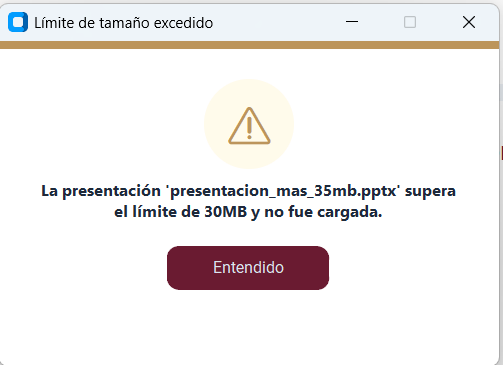 Límite de tamaño excedido
La presentación 'presentacion_mas_35mb.pptx' supera
el límite de 30MB y no fue cargada.
Entendido